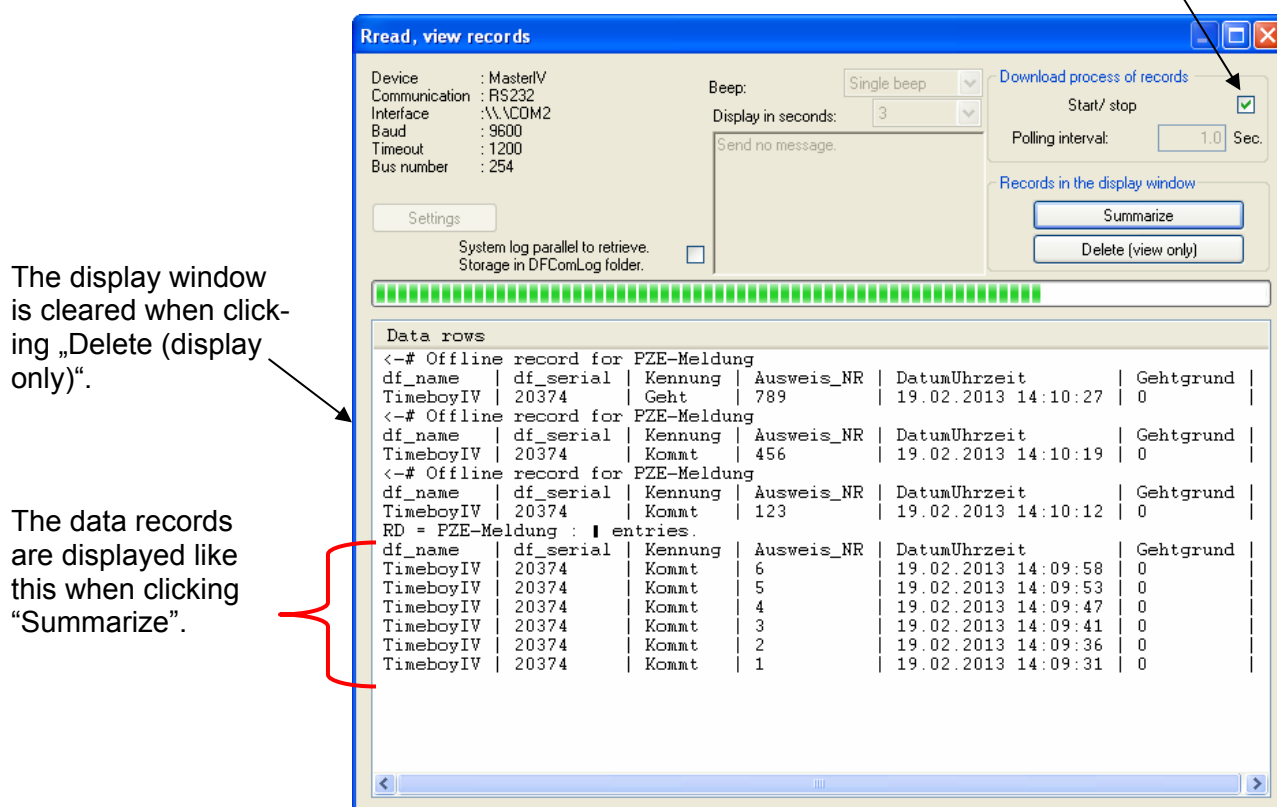 Rread, view records
Device : MasterIV
Communication : RS232
Interface :\\.\COM2
Baud : 9600
Timeout : 1200
Bus number : 254
Settings
System log parallel to retrieve.
Storage in DFComLog folder.
Beep: Single beep
Display in seconds: 3
Send no message.
Download process of records
Start/ stop
Polling interval: 1.0 Sec.
Records in the display window
Summarize
Delete (view only)
The display window
is cleared when click-
ing „Delete (display
only)“.
The data records
are displayed like
this when clicking
“Summarize”.
Data rows
<-# Offline record for PZE-Meldung
df_name | df_serial | Kennung | Ausweis_NR | DatumUhrzeit | Gehtgrund |
TimeboyIV | 20374 | Geht | 789 | 19.02.2013 14:10:27 | 0 |
<-# Offline record for PZE-Meldung
df_name | df_serial | Kennung | Ausweis_NR | DatumUhrzeit | Gehtgrund |
TimeboyIV | 20374 | Kommt | 456 | 19.02.2013 14:10:19 | 0 |
<-# Offline record for PZE-Meldung
df_name | df_serial | Kennung | Ausweis_NR | DatumUhrzeit | Gehtgrund |
TimeboyIV | 20374 | Kommt | 123 | 19.02.2013 14:10:12 | 0 |
RD = PZE-Meldung : entries.
df_name | df_serial | Kennung | Ausweis_NR | DatumUhrzeit | Gehtgrund |
TimeboyIV | 20374 | Kommt | 6 | 19.02.2013 14:09:58 | 0 |
TimeboyIV | 20374 | Kommt | 5 | 19.02.2013 14:09:53 | 0 |
TimeboyIV | 20374 | Kommt | 4 | 19.02.2013 14:09:47 | 0 |
TimeboyIV | 20374 | Kommt | 3 | 19.02.2013 14:09:41 | 0 |
TimeboyIV | 20374 | Kommt | 2 | 19.02.2013 14:09:36 | 0 |
TimeboyIV | 20374 | Kommt | 1 | 19.02.2013 14:09:31 | 0 |